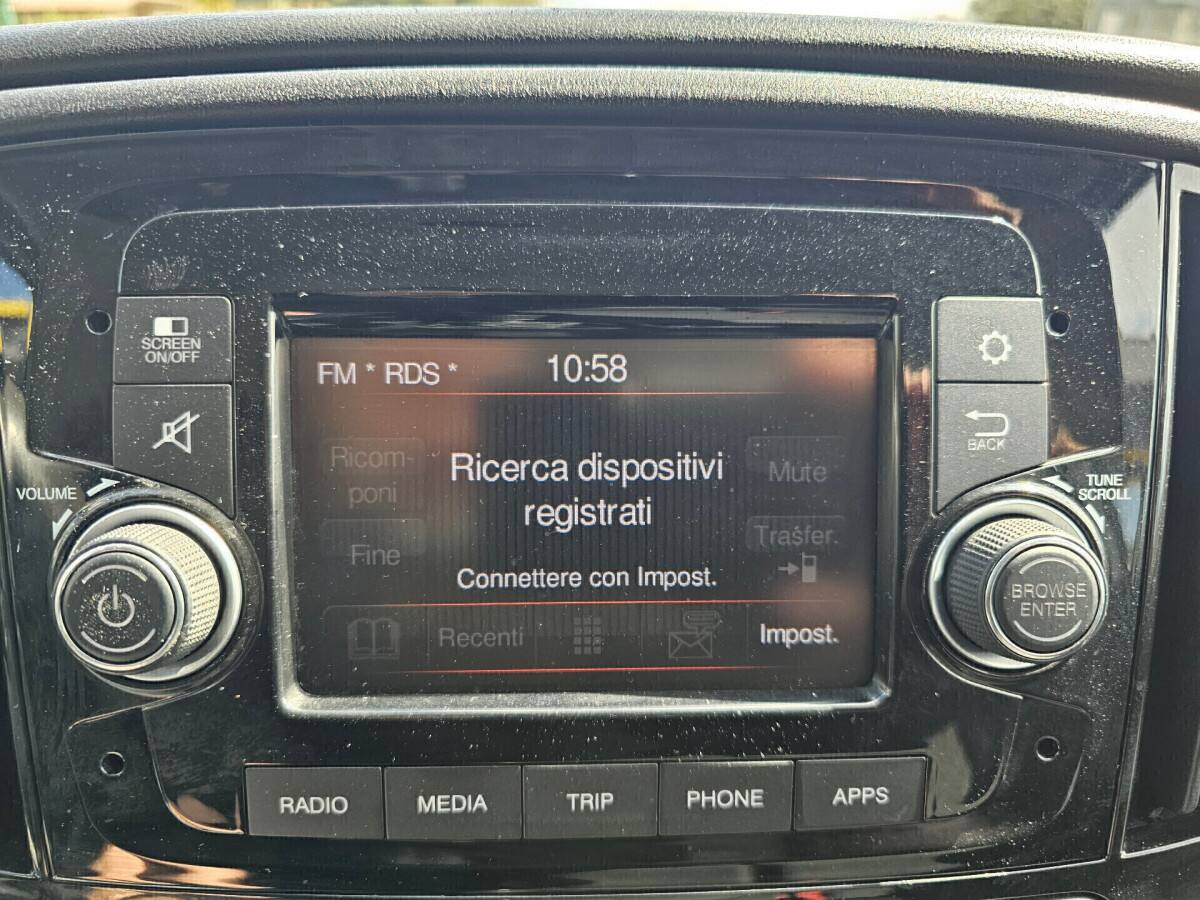 SCREEN
ON/OFF
FM * RDS *
10:58
Ricom-
poni
Ricerca dispositivi
registrati
Mute
BACK
VOLUME
TUNE
SCROLL
Fine
Trasfer.
Connettere con Impost.
BROWSE
ENTER
Recenti
Impost.
RADIO
MEDIA
TRIP
PHONE
APPS